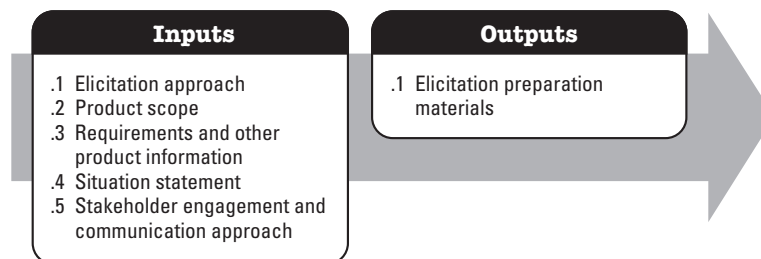 Inputs
.1 Elicitation approach
.2 Product scope
.3 Requirements and other
product information
.4 Situation statement
.5 Stakeholder engagement and
communication approach
Outputs
.1 Elicitation preparation
materials